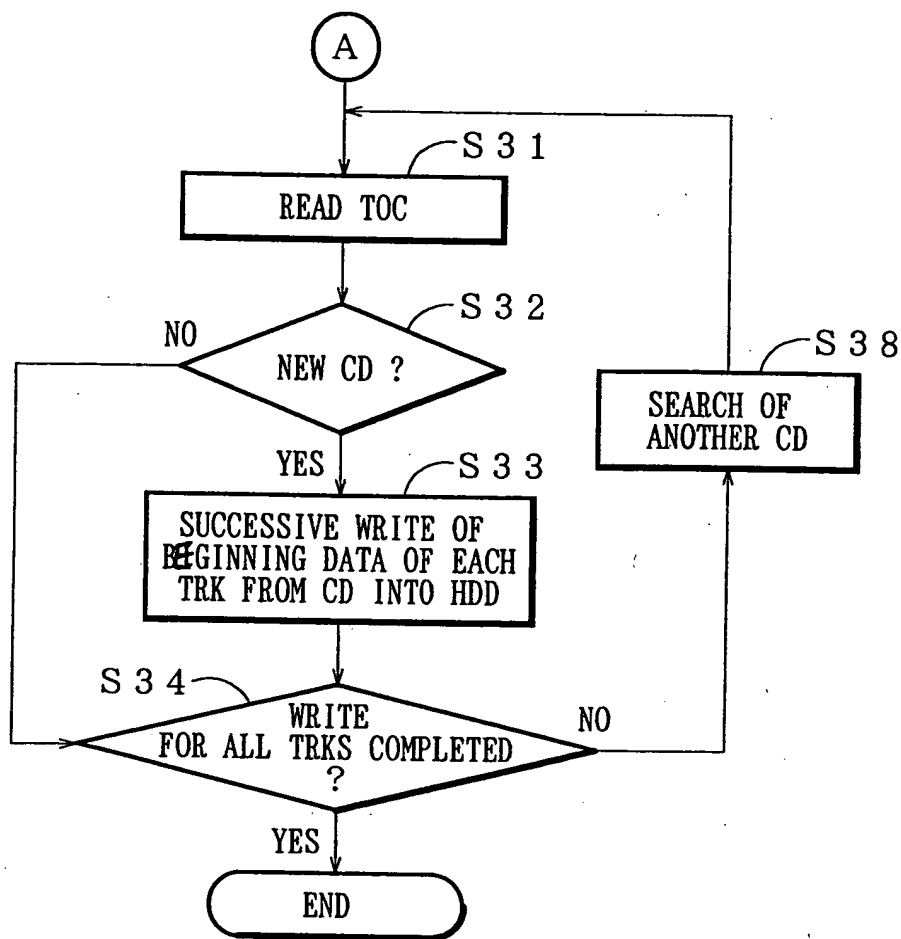 A
S31
READ TOC
S32
NO
NEW CD ?
S38
SEARCH OF
ANOTHER CD
YES
S33
SUCCESSIVE WRITE OF
BEGINNING DATA OF EACH
TRK FROM CD INTO HDD
S34
WRITE
FOR ALL TRKS COMPLETED
?
NO
YES
END